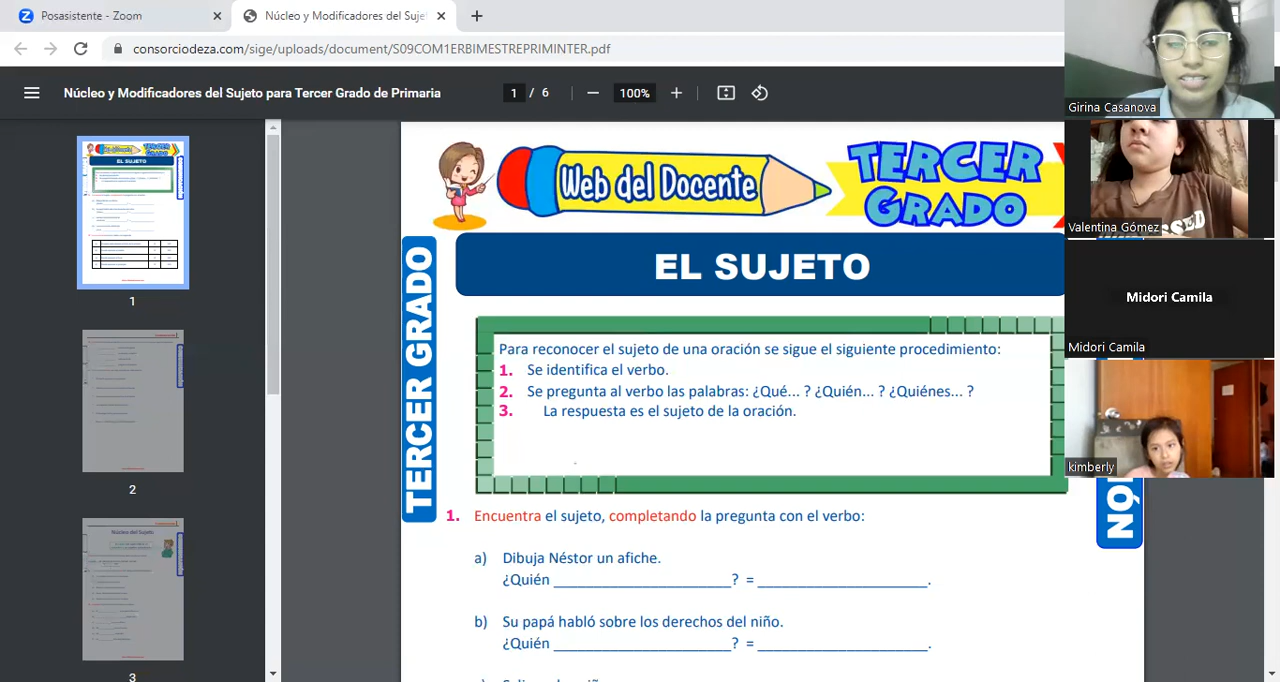 Posasistente - Zoom
Núcleo y Modificadores del Suje
consorciodeza.com/sige/uploads/document/S09COM1ERBIMESTREPRIMINTER.pdf
Núcleo y Modificadores del Sujeto para Tercer Grado de Primaria
1 / 6
100%
Girina Casanova
Valentina Gómez
Midori Camila
Midori Camila
kimberly
1
2
3
Web del Docente
TERCER
GRADO
TERCER GRADO
EL SUJETO
Para reconocer el sujeto de una oración se sigue el siguiente procedimiento:
1. Se identifica el verbo.
2. Se pregunta al verbo las palabras: ¿Qué... ? ¿Quién... ? ¿Quiénes... ?
3. La respuesta es el sujeto de la oración.
1. Encuentra el sujeto, completando la pregunta con el verbo:
a) Dibuja Néstor un afiche.
¿Quién ______________________? = _____________________.
b) Su papá habló sobre los derechos del niño.
¿Quién ______________________? = _____________________.